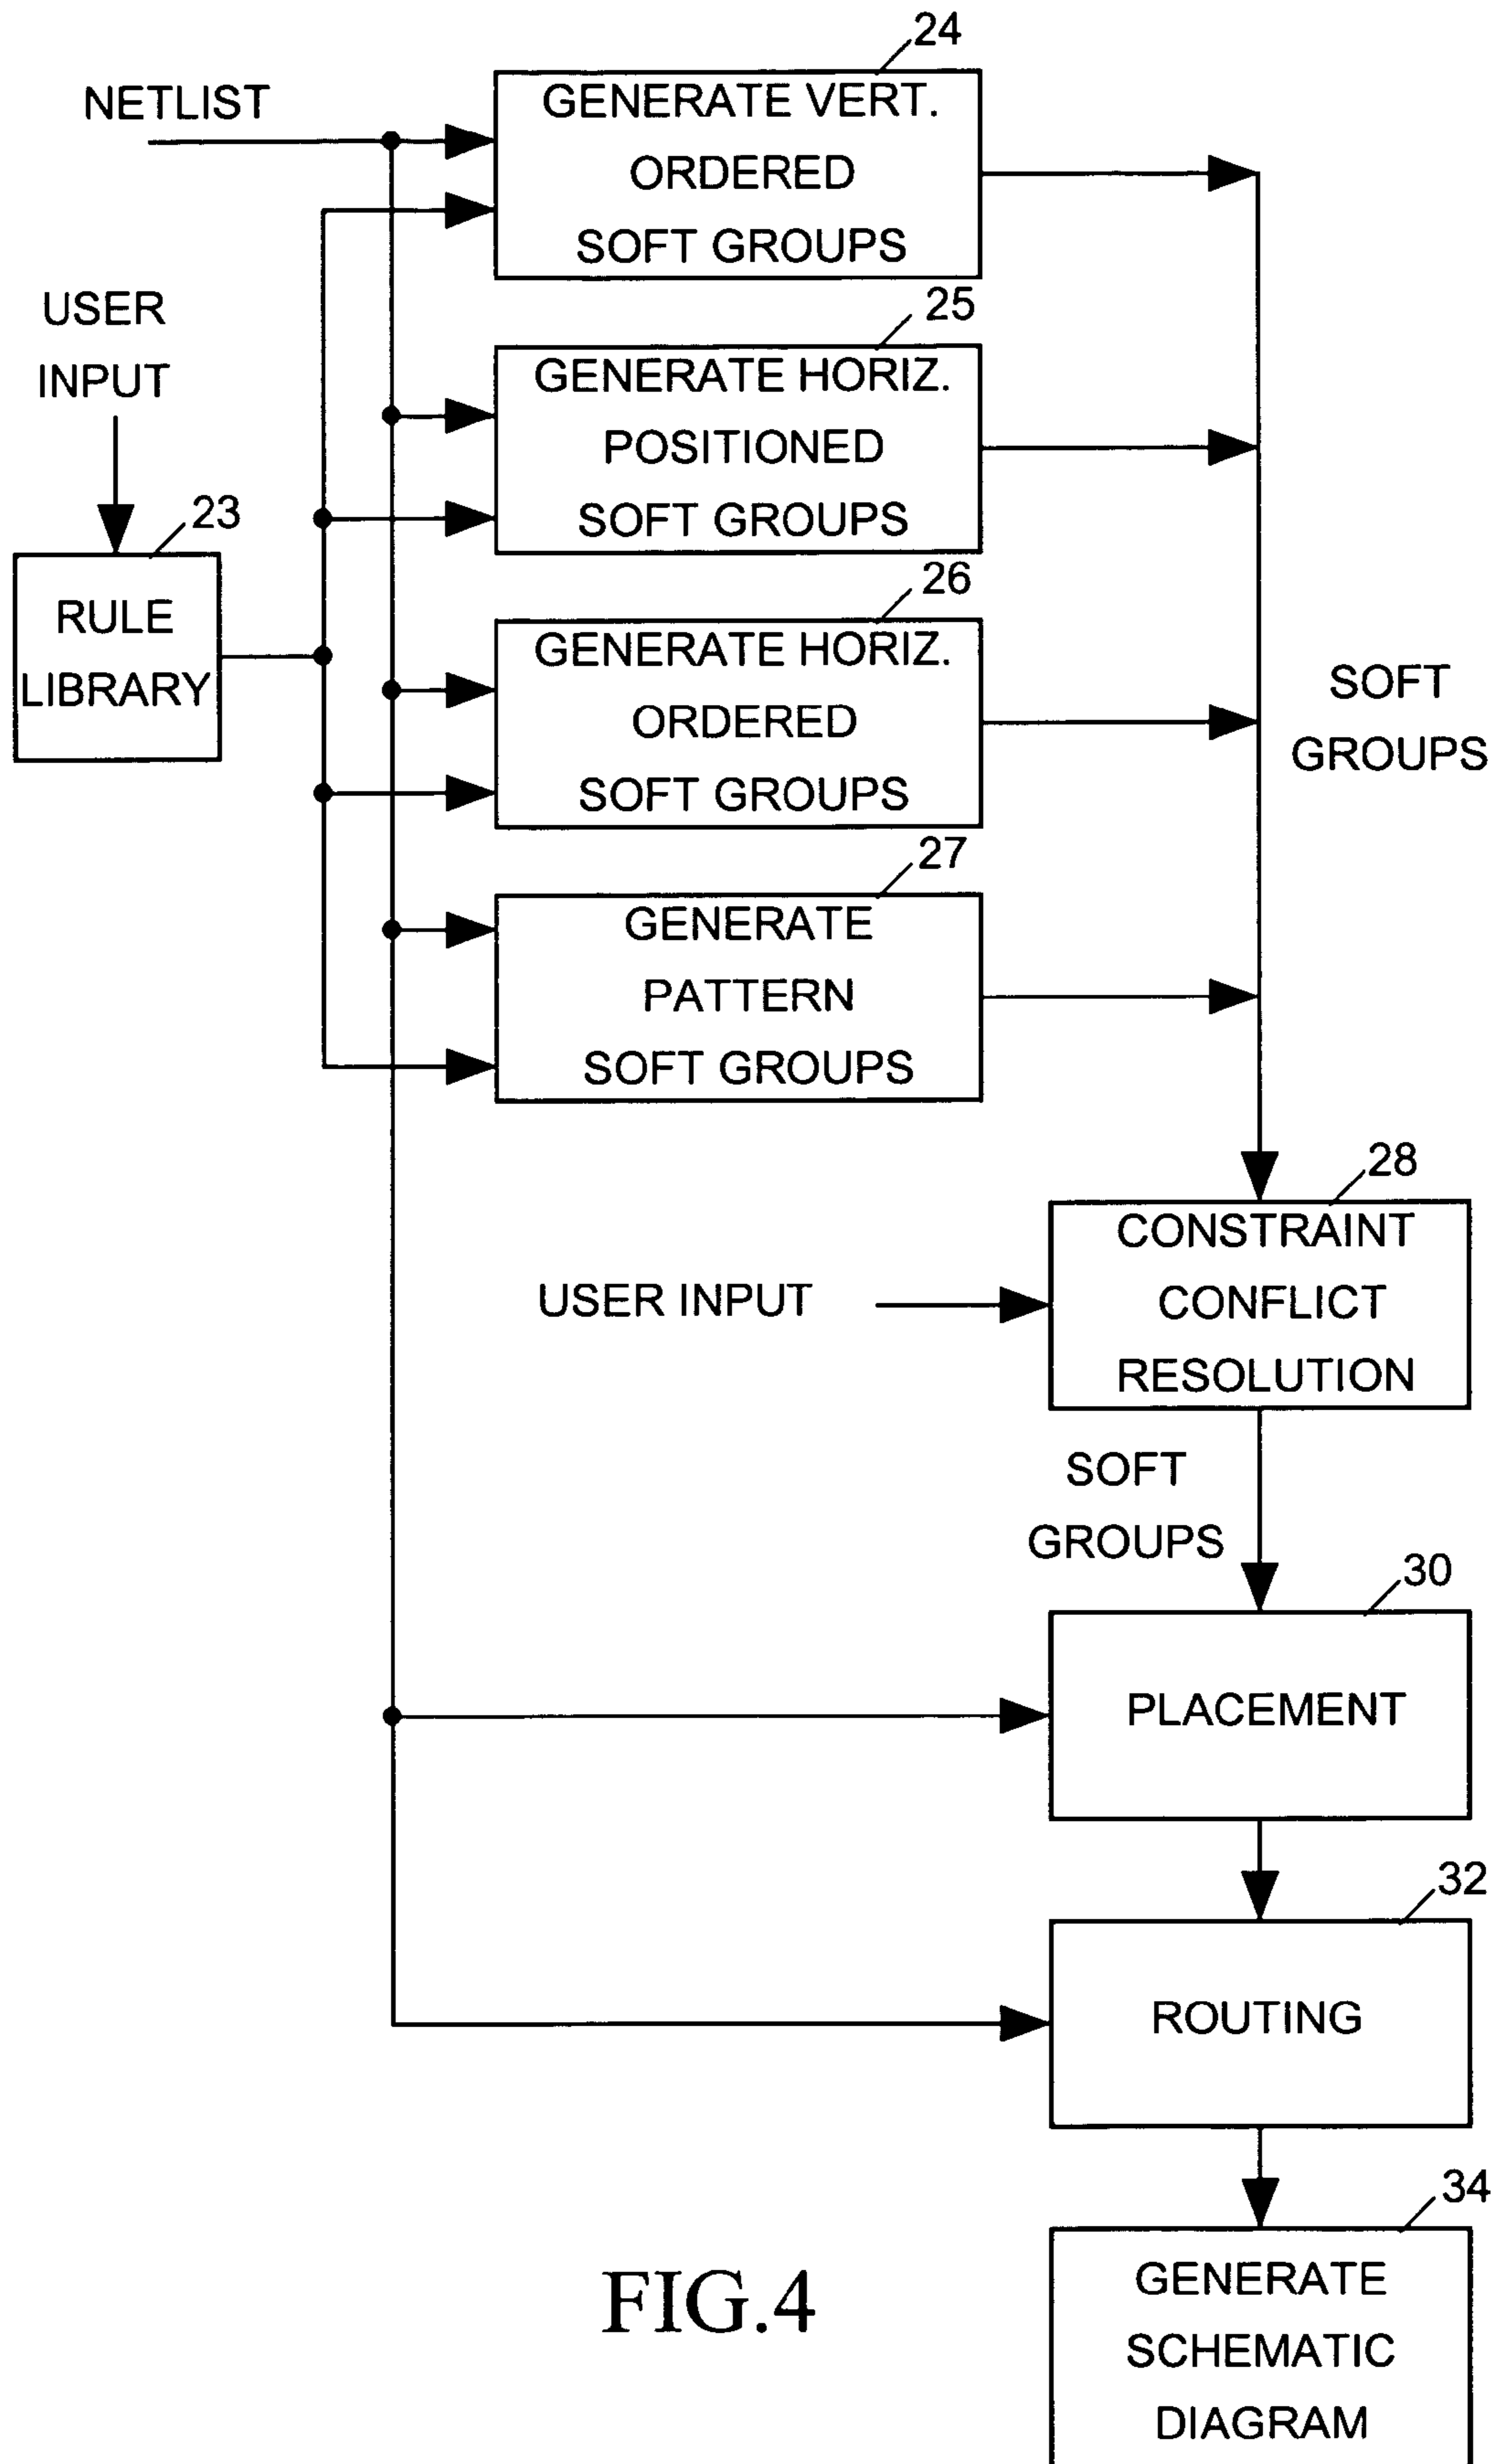 24
NETLIST
GENERATE VERT.
ORDERED
SOFT GROUPS
USER
INPUT
25
GENERATE HORIZ.
POSITIONED
SOFT GROUPS
23
RULE
LIBRARY
26
GENERATE HORIZ.
ORDERED
SOFT GROUPS
SOFT
GROUPS
27
GENERATE
PATTERN
SOFT GROUPS
28
CONSTRAINT
CONFLICT
RESOLUTION
USER INPUT
SOFT
GROUPS
30
PLACEMENT
32
ROUTING
34
GENERATE
SCHEMATIC
DIAGRAM
FIG.4